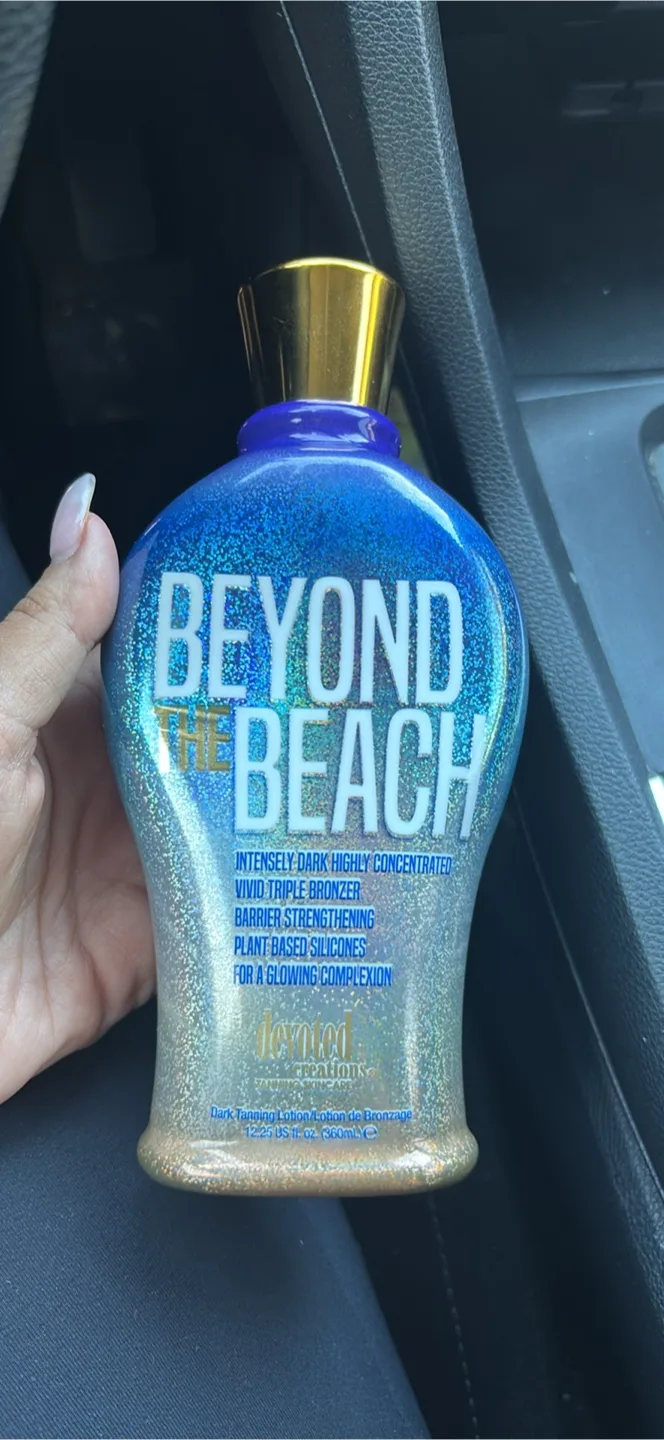 BEYOND
THE BEACH
INTENSELY DARK HIGHLY CONCENTRATED
VIVID TRIPLE BRONZER
BARRIER STRENGTHENING
PLANT BASED SILICONES
FOR A GLOWING COMPLEXION
devoted
creations
TANNING SKINCARE
Dark Tanning Lotion/Lotion de Bronzage
12.25 US fl. oz. (360mL) ℮